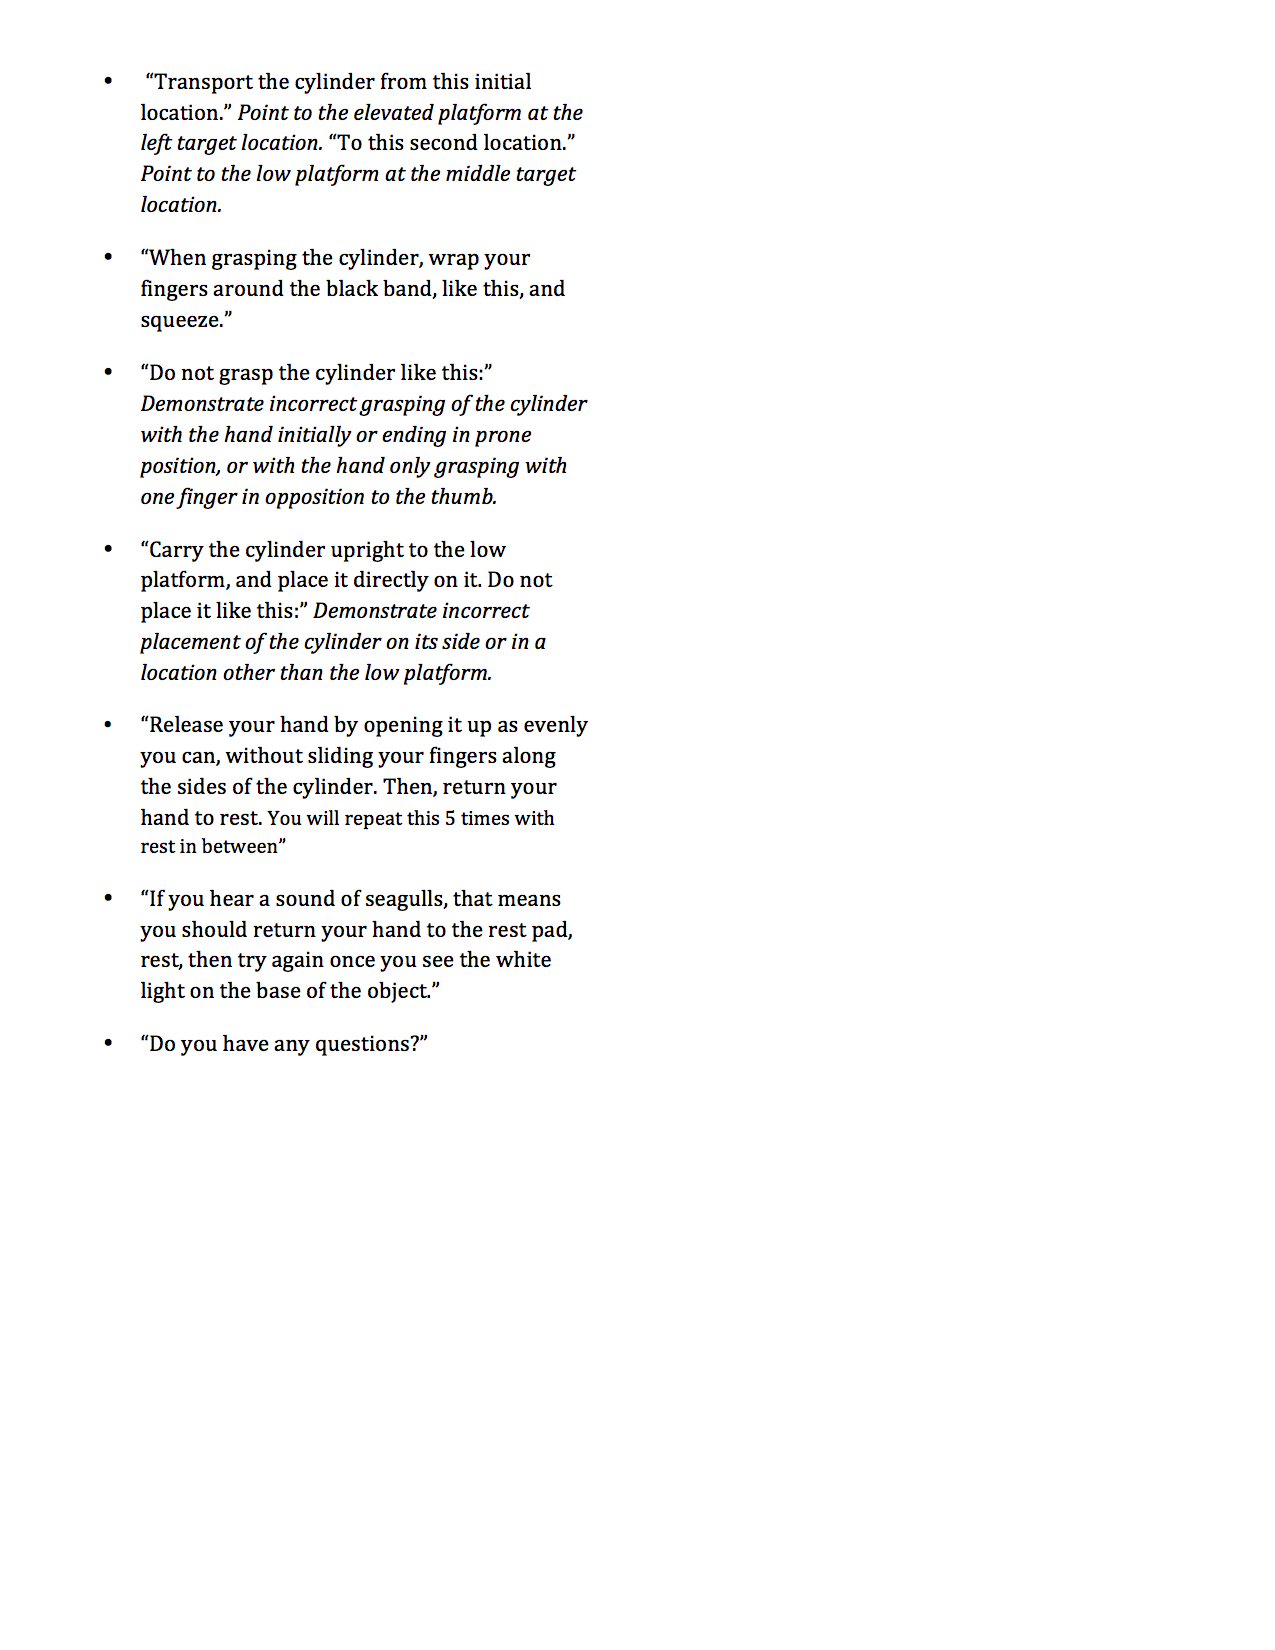 • “Transport the cylinder from this initial
location.” Point to the elevated platform at the
left target location. “To this second location.”
Point to the low platform at the middle target
location.
• “When grasping the cylinder, wrap your
fingers around the black band, like this, and
squeeze.”
• “Do not grasp the cylinder like this:”
Demonstrate incorrect grasping of the cylinder
with the hand initially or ending in prone
position, or with the hand only grasping with
one finger in opposition to the thumb.
• “Carry the cylinder upright to the low
platform, and place it directly on it. Do not
place it like this:” Demonstrate incorrect
placement of the cylinder on its side or in a
location other than the low platform.
• “Release your hand by opening it up as evenly
you can, without sliding your fingers along
the sides of the cylinder. Then, return your
hand to rest. You will repeat this 5 times with
rest in between”
• “If you hear a sound of seagulls, that means
you should return your hand to the rest pad,
rest, then try again once you see the white
light on the base of the object.”
• “Do you have any questions?”